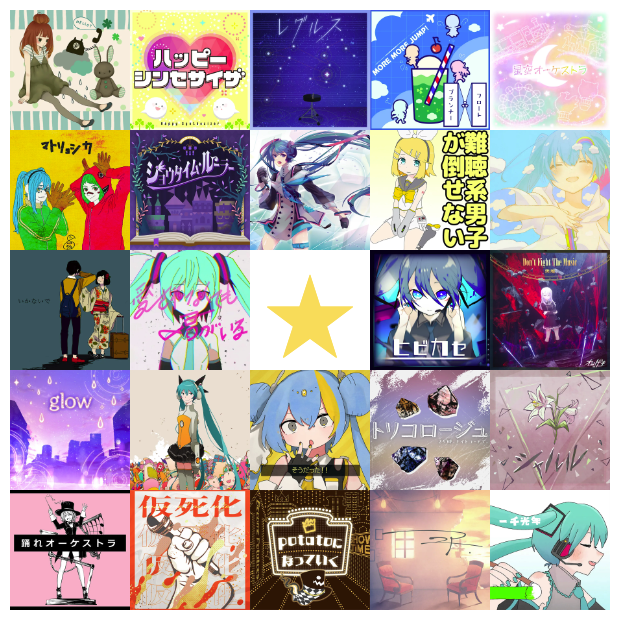 ハッピー
シンセサイザ
Happy Synthesizer
レグルス
MORE MORE JUMP!
フロート
プランナー
星空オーケストラ
マトリョシカ
ショウタイム・ルーラー
難聴系男子
が倒せない
いかないで
ヒビカセ
Don't Fight The Music
glow
そうだった!!
トリコロージュ
シャルル
踊れオーケストラ
仮死化
potatoに
なっていく